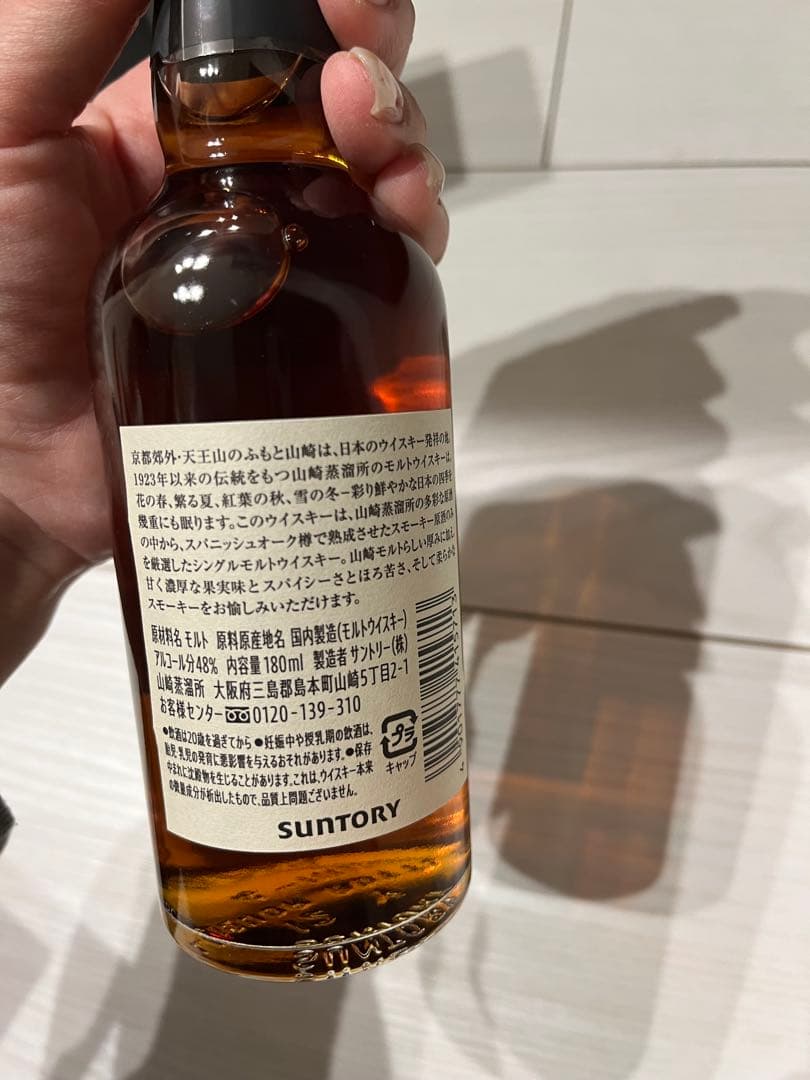 京都郊外・天王山のふもと山崎は、日本のウイスキー発祥の地。
1923年以来の伝統をもつ山崎蒸溜所のモルトウイスキーは、
花の春、繁る夏、紅葉の秋、雪の冬−彩り鮮やかな日本の四季を
幾重にも眠ります。このウイスキーは、山崎蒸溜所の多彩な原酒
の中から、スパニッシュオーク樽で熟成させたスモーキー原酒のみ
を厳選したシングルモルトウイスキー。山崎モルトらしい厚みに加え、
甘く濃厚な果実味とスパイシーさとほろ苦さ、そして柔らかな
スモーキーをお愉しみいただけます。
原材料名 モルト 原料原産地名 国内製造(モルトウイスキー)
アルコール分48% 内容量180ml 製造者 サントリー(株)
山崎蒸溜所 大阪府三島郡島本町山崎5丁目2-1
お客様センター 0120-139-310
●飲酒は20歳を過ぎてから ●妊娠中や授乳期の飲酒は、
胎児・乳児の発育に悪影響を与えるおそれがあります。●保存
中まれに沈殿物を生じることがあります。これは、ウイスキー本来
の微量成分が析出したもので、品質上問題ございません。
プラ
キャップ
SUNTORY